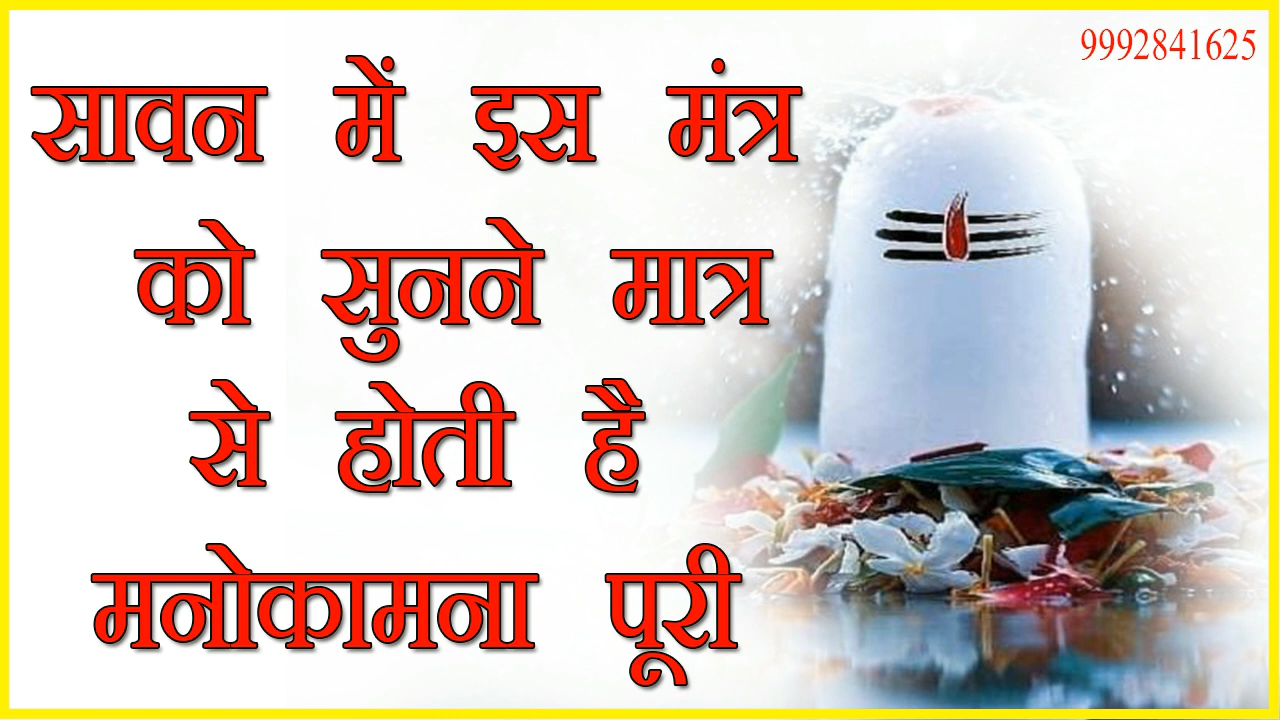 9992841625
सावन में इस मंत्र
को सुनने मात्र
से होती है
मनोकामना पूरी